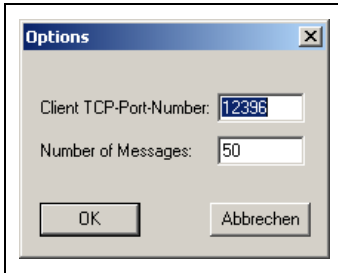 Options
Client TCP-Port-Number: 12396
Number of Messages: 50
OK Abbrechen